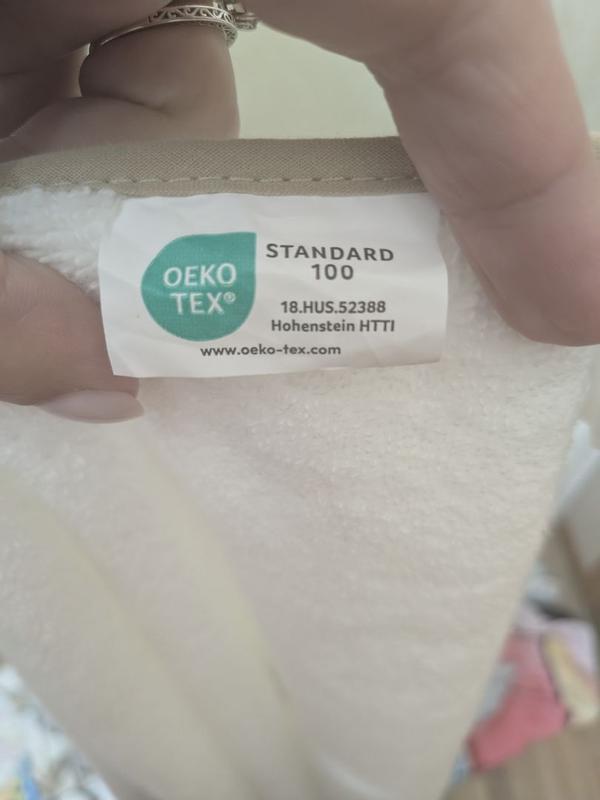 OEKO
TEX®
STANDARD
100
18.HUS.52388
Hohenstein HTTI
www.oeko-tex.com